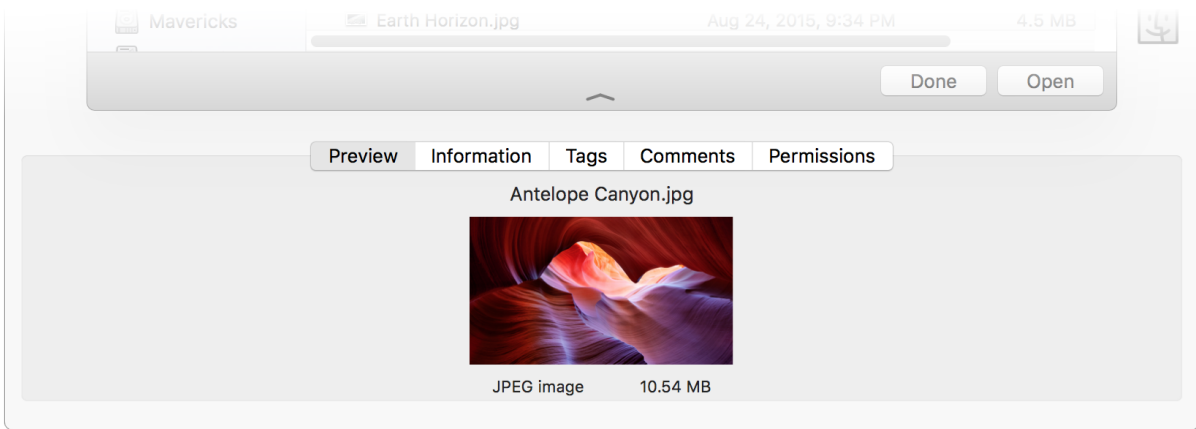 Mavericks Earth Horizon.jpg Aug 24, 2015, 9:34 PM 4.5 MB
Done Open
Preview Information Tags Comments Permissions
Antelope Canyon.jpg
JPEG image 10.54 MB